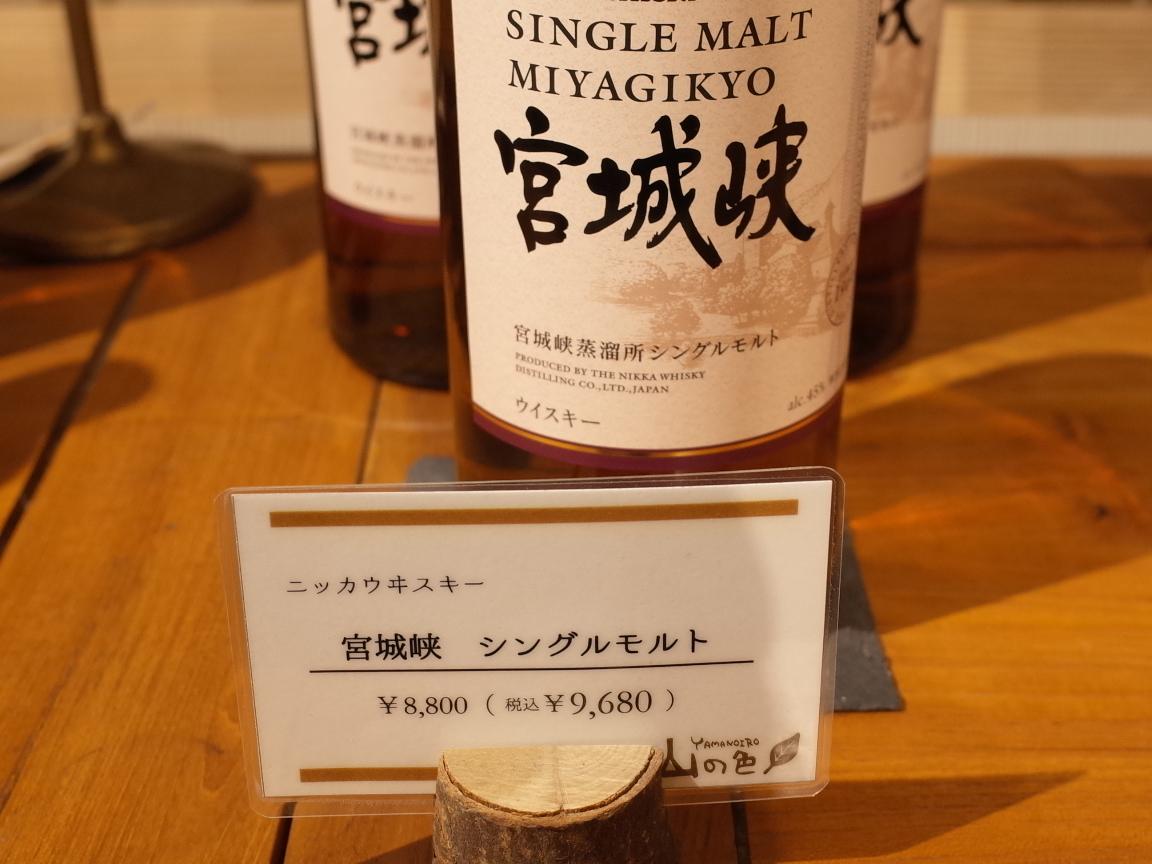 SINGLE MALT
MIYAGIKYO
宮城峡
宮城峡蒸溜所シングルモルト
PRODUCED BY THE NIKKA WHISKY
DISTILLING CO.,LTD.,JAPAN
ウイスキー
alc.45%
ニッカウヰスキー
宮城峡 シングルモルト
¥8,800 ( 税込¥9,680 )
YAMANOIRO
山の色